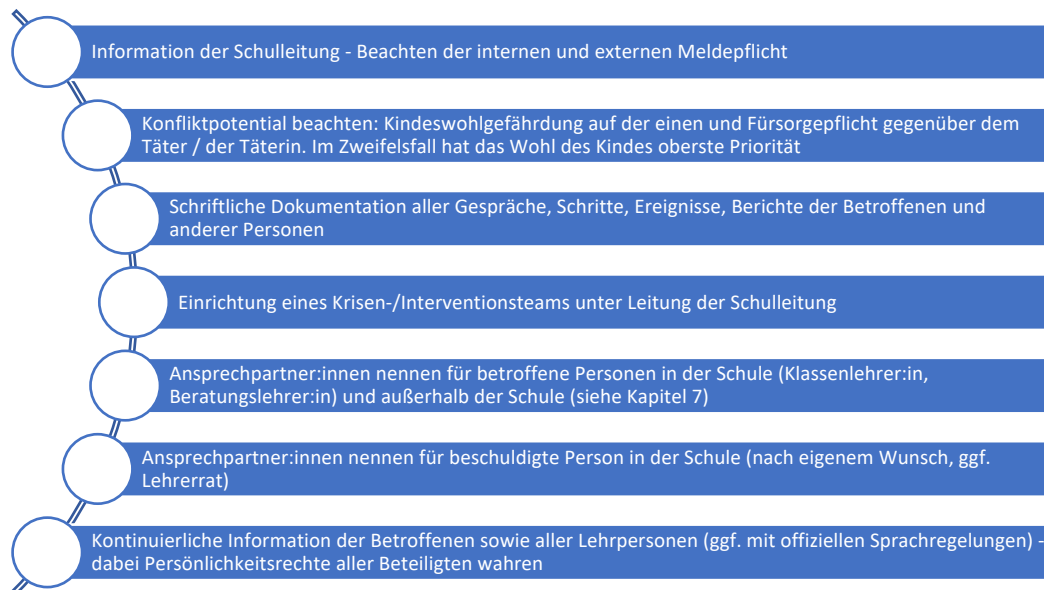 Information der Schulleitung - Beachten der internen und externen Meldepflicht
Konfliktpotential beachten: Kindeswohlgefährdung auf der einen und Fürsorgepflicht gegenüber dem
Täter / der Täterin. Im Zweifelsfall hat das Wohl des Kindes oberste Priorität
Schriftliche Dokumentation aller Gespräche, Schritte, Ereignisse, Berichte der Betroffenen und
anderer Personen
Einrichtung eines Krisen-/Interventionsteams unter Leitung der Schulleitung
Ansprechpartner:innen nennen für betroffene Personen in der Schule (Klassenlehrer:in,
Beratungslehrer:in) und außerhalb der Schule (siehe Kapitel 7)
Ansprechpartner:innen nennen für beschuldigte Person in der Schule (nach eigenem Wunsch, ggf.
Lehrerrat)
Kontinuierliche Information der Betroffenen sowie aller Lehrpersonen (ggf. mit offiziellen Sprachregelungen) -
dabei Persönlichkeitsrechte aller Beteiligten wahren